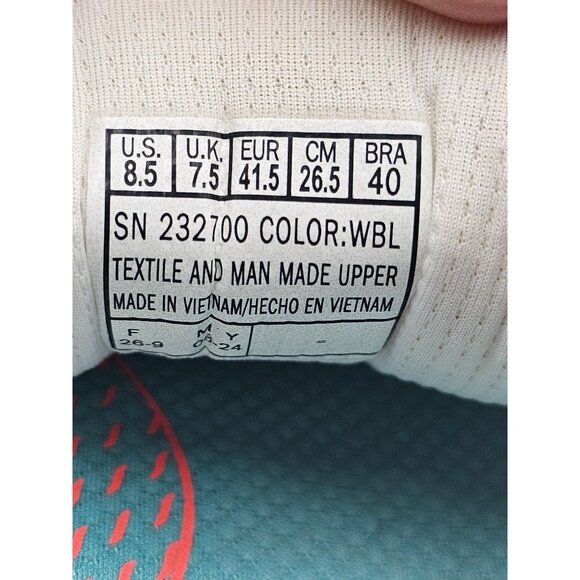 U.S. U.K. EUR CM BRA
8.5 7.5 41.5 26.5 40
SN 232700 COLOR:WBL
TEXTILE AND MAN MADE UPPER
MADE IN VIETNAM/HECHO EN VIETNAM
F M Y
26-9 -24